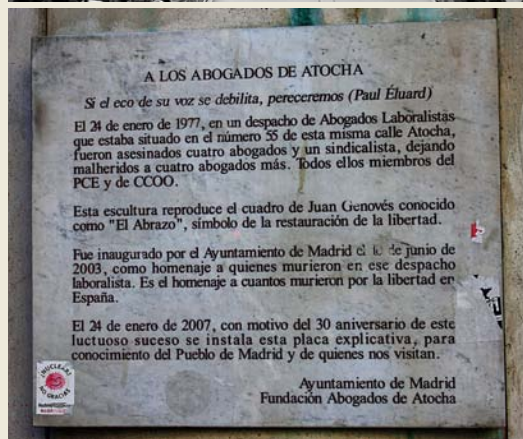 A LOS ABOGADOS DE ATOCHA
Si el eco de su voz se debilita, pereceremos (Paul Éluard)
El 24 de enero de 1977, en un despacho de Abogados Laboralistas
que estaba situado en el número 55 de esta misma calle Atocha,
fueron asesinados cuatro abogados y un sindicalista, dejando
malheridos a cuatro abogados más. Todos ellos miembros del
PCE y de CCOO.
Esta escultura reproduce el cuadro de Juan Genovés conocido
como "El Abrazo", símbolo de la restauración de la libertad.
Fue inaugurado por el Ayuntamiento de Madrid el de junio de
2003, como homenaje a quienes murieron en ese despacho
laboralista. Es el homenaje a cuantos murieron por la libertad en
España.
El 24 de enero de 2007, con motivo del 30 aniversario de este
luctuoso suceso se instala esta placa explicativa, para
conocimiento del Pueblo de Madrid y de quienes nos visitan.
Ayuntamiento de Madrid
Fundación Abogados de Atocha
¿NUCLEAR?
NO GRACIAS